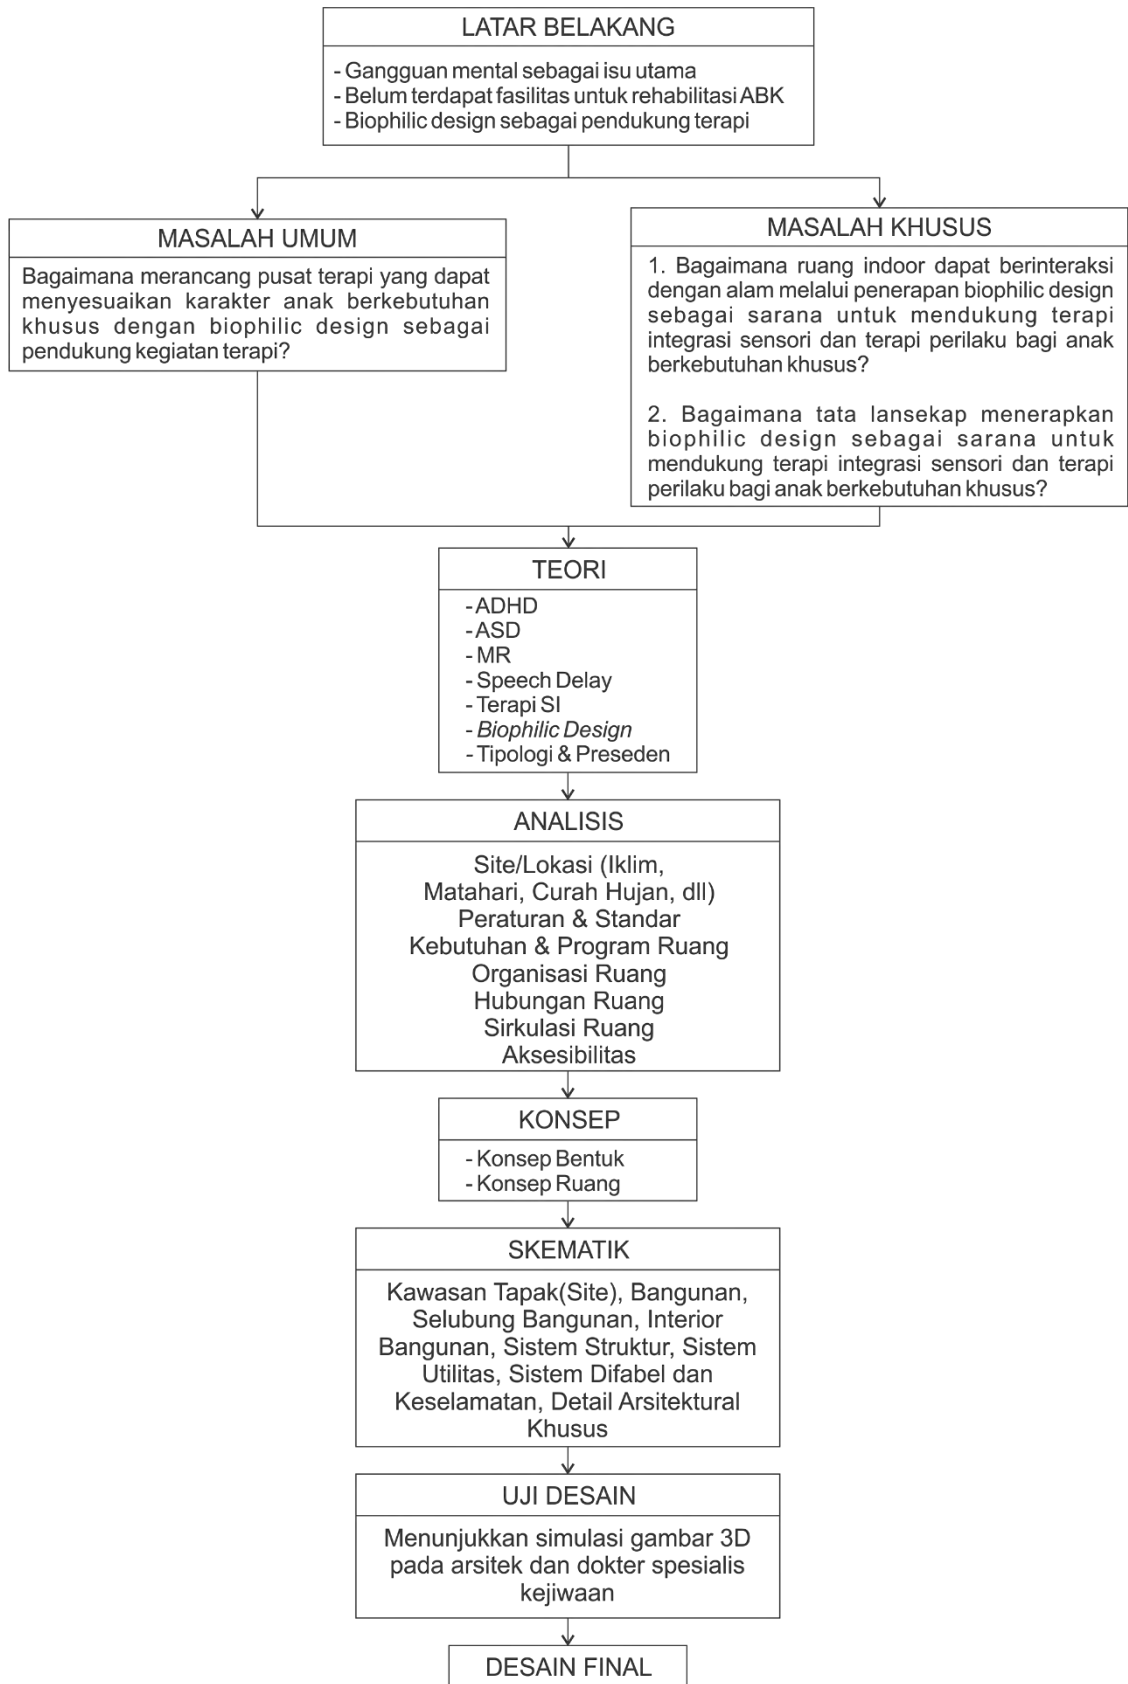 LATAR BELAKANG
- Gangguan mental sebagai isu utama
- Belum terdapat fasilitas untuk rehabilitasi ABK
- Biophilic design sebagai pendukung terapi
MASALAH UMUM
Bagaimana merancang pusat terapi yang dapat
menyesuaikan karakter anak berkebutuhan
khusus dengan biophilic design sebagai
pendukung kegiatan terapi?
MASALAH KHUSUS
1. Bagaimana ruang indoor dapat berinteraksi
dengan alam melalui penerapan biophilic design
sebagai sarana untuk mendukung terapi
integrasi sensori dan terapi perilaku bagi anak
berkebutuhan khusus?
2. Bagaimana tata lansekap menerapkan
biophilic design sebagai sarana untuk
mendukung terapi integrasi sensori dan terapi
perilaku bagi anak berkebutuhan khusus?
TEORI
- ADHD
- ASD
- MR
- Speech Delay
- Terapi SI
- Biophilic Design
- Tipologi & Preseden
ANALISIS
Site/Lokasi (Iklim,
Matahari, Curah Hujan, dll)
Peraturan & Standar
Kebutuhan & Program Ruang
Organisasi Ruang
Hubungan Ruang
Sirkulasi Ruang
Aksesibilitas
KONSEP
- Konsep Bentuk
- Konsep Ruang
SKEMATIK
Kawasan Tapak(Site), Bangunan,
Selubung Bangunan, Interior
Bangunan, Sistem Struktur, Sistem
Utilitas, Sistem Difabel dan
Keselamatan, Detail Arsitektural
Khusus
UJI DESAIN
Menunjukkan simulasi gambar 3D
pada arsitek dan dokter spesialis
kejiwaan
DESAIN FINAL